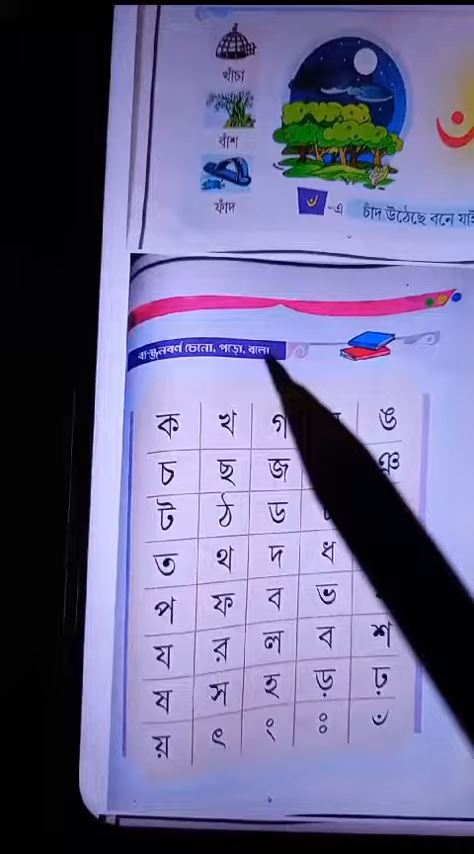 খাঁচা
বাঁশ
ফাঁদ
ঁ -এ চাঁদ উঠেছে বনে
ব্যঞ্জনবর্ণ চেনো, পড়ো, বলো
ক খ গ ঙ
চ ছ জ ঞ
ট ঠ ড
ত থ দ ধ
প ফ ব ভ
য র ল ব শ
ষ স হ ড় ঢ়
য় ৎ ং ঃ ঁ